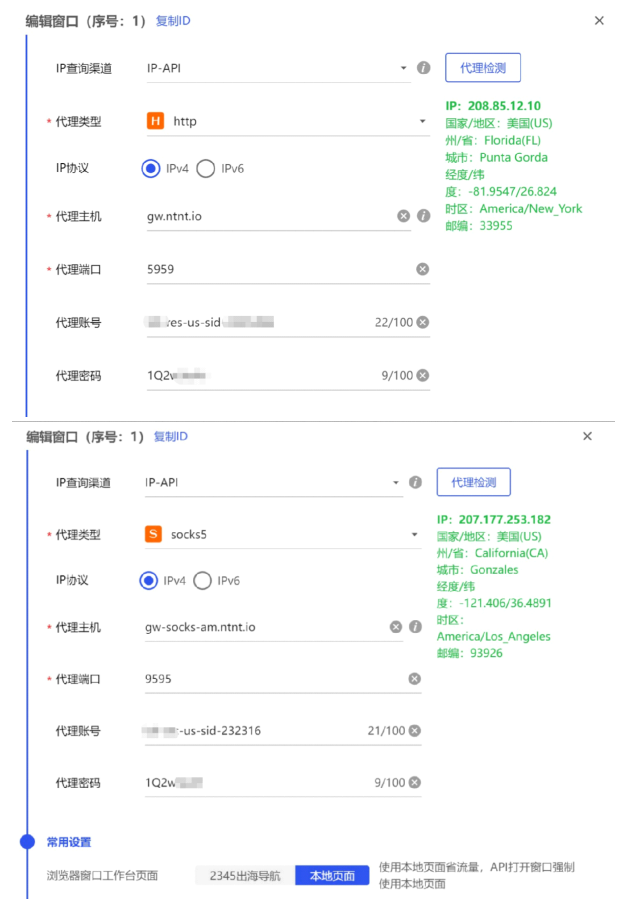 编辑窗口（序号：1） 复制ID
IP查询渠道 IP-API 代理检测
IP：208.85.12.10
国家/地区：美国(US)
州/省：Florida(FL)
城市：Punta Gorda
经度/纬
度：-81.9547/26.824
时区：America/New_York
邮编：33955
* 代理类型 H http
IP协议 IPv4 IPv6
* 代理主机 gw.ntnt.io
* 代理端口 5959
代理账号 res-us-sid 22/100
代理密码 1Q2w 9/100
编辑窗口（序号：1） 复制ID
IP查询渠道 IP-API 代理检测
IP：207.177.253.182
国家/地区：美国(US)
州/省：California(CA)
城市：Gonzales
经度/纬
度：-121.406/36.4891
时区：
America/Los_Angeles
邮编：93926
* 代理类型 S socks5
IP协议 IPv4 IPv6
* 代理主机 gw-socks-am.ntnt.io
* 代理端口 9595
代理账号 -us-sid-232316 21/100
代理密码 1Q2w 9/100
常用设置
浏览器窗口工作台页面 2345出海导航 本地页面 使用本地页面省流量，API打开窗口强制
使用本地页面